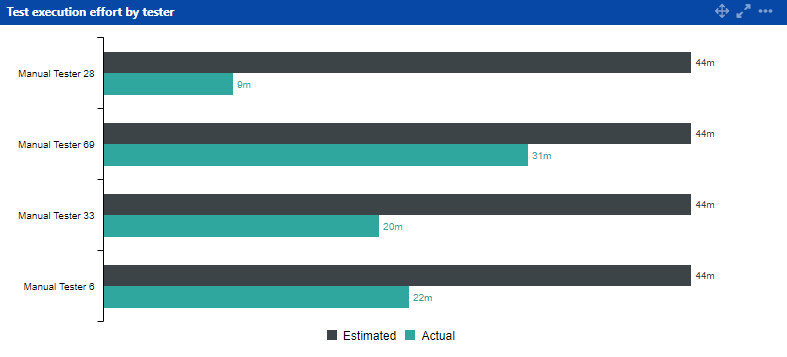 Test execution effort by tester
Manual Tester 28
44m
9m
Manual Tester 69
44m
31m
Manual Tester 33
44m
20m
Manual Tester 6
44m
22m
Estimated Actual